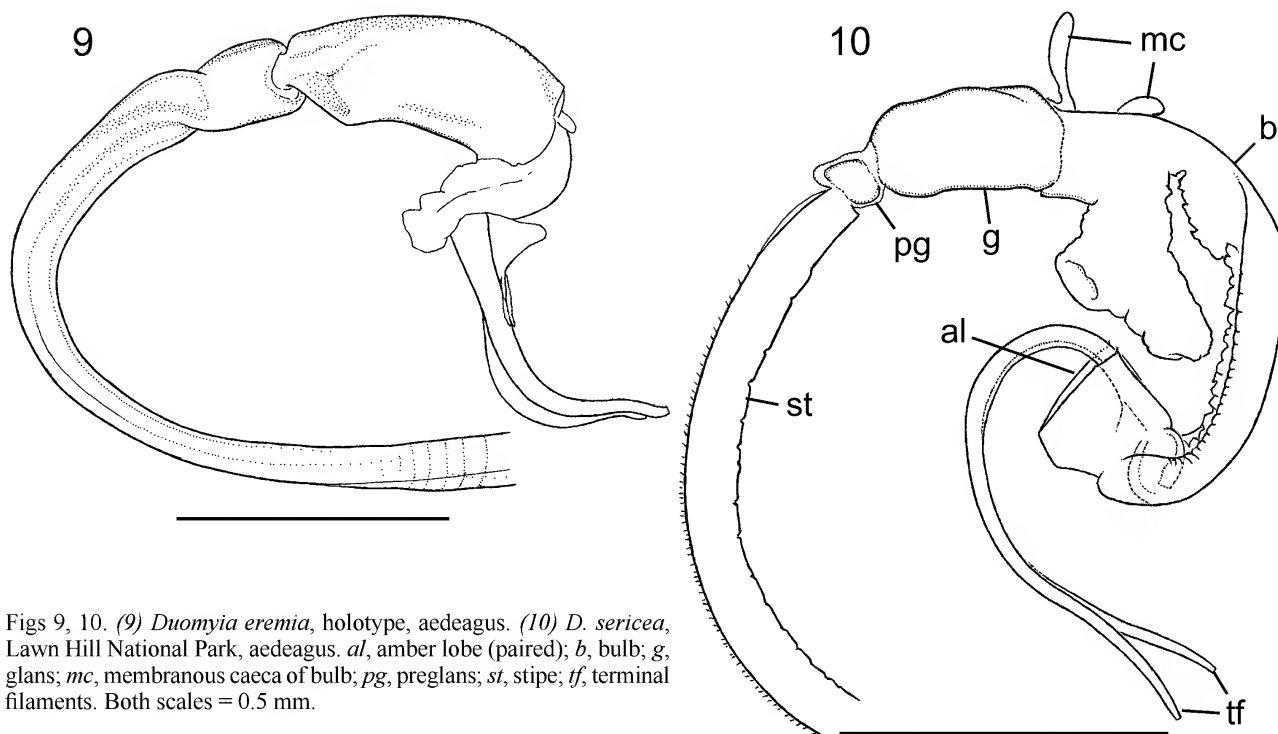 9
10
mc
b
pg
g
al
st
tf
Figs 9, 10. (9) Duomyia eremia, holotype, aedeagus. (10) D. sericea,
Lawn Hill National Park, aedeagus. al, amber lobe (paired); b, bulb; g,
glans; mc, membranous caeca of bulb; pg, preglans; st, stipe; tf, terminal
filaments. Both scales = 0.5 mm.